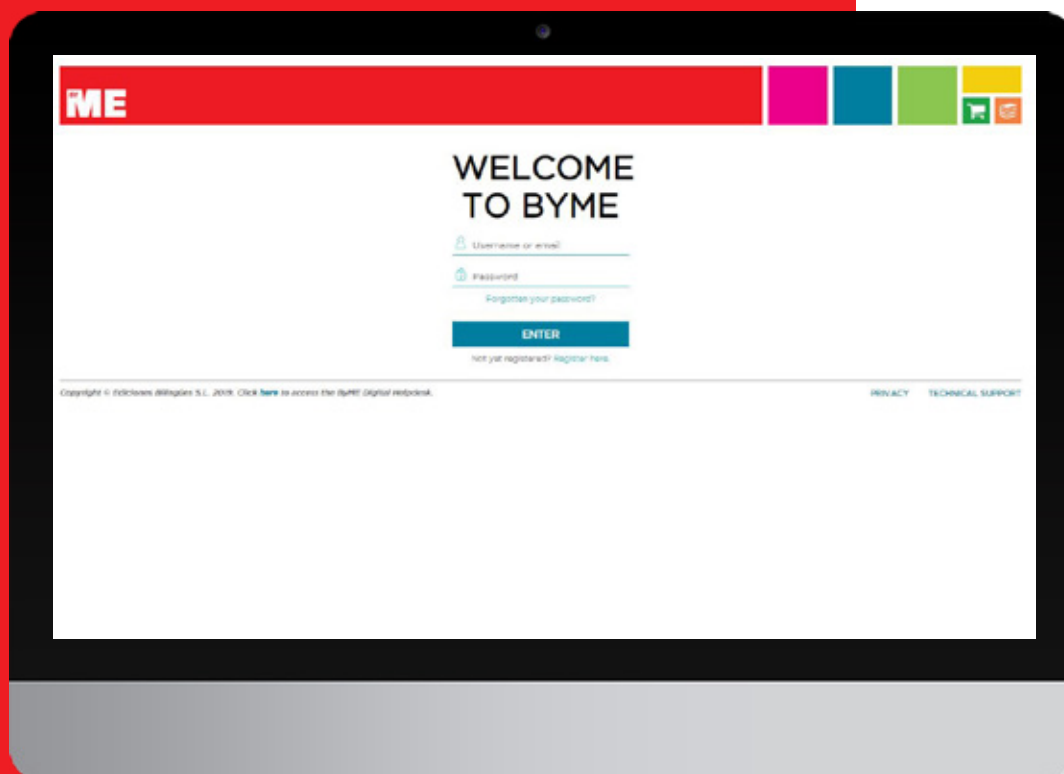 BY ME
WELCOME
TO BYME
Username or email
Password
Forgotten your password?
ENTER
Not yet registered? Register here.
Copyright © Ediciones Bilingües S.L. 2019. Click here to access the ByME Digital Helpdesk.
PRIVACY TECHNICAL SUPPORT